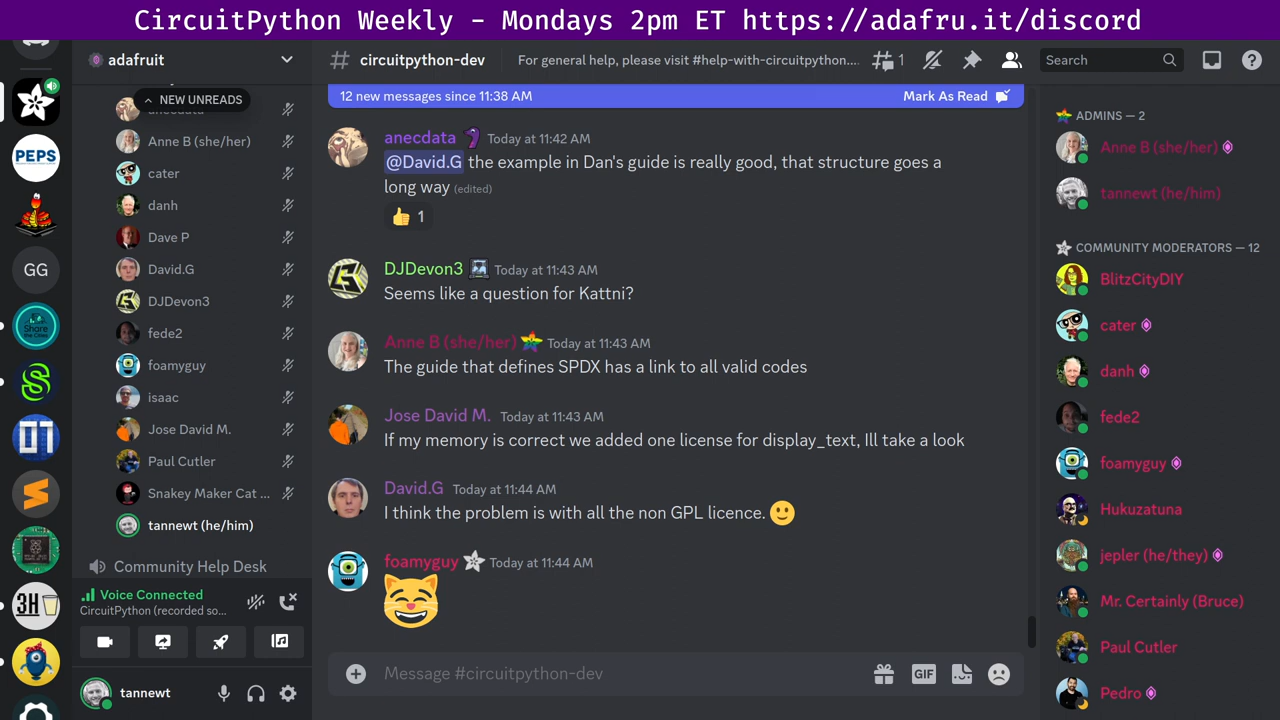 CircuitPython Weekly - Mondays 2pm ET https://adafru.it/discord
adafruit
NEW UNREADS
anecdata
Anne B (she/her)
cater
danh
Dave P
David.G
DJDevon3
fede2
foamyguy
isaac
Jose David M.
Paul Cutler
Snakey Maker Cat ...
tannewt (he/him)
Community Help Desk
Voice Connected
CircuitPython (recorded so...
tannewt
PEPS
GG
Share
the Cities
S
OT
3H
# circuitpython-dev
For general help, please visit #help-with-circuitpython....
1
Search
12 new messages since 11:38 AM
Mark As Read
anecdata Today at 11:42 AM
@David.G the example in Dan's guide is really good, that structure goes a
long way (edited)
1
DJDevon3 Today at 11:43 AM
Seems like a question for Kattni?
Anne B (she/her) Today at 11:43 AM
The guide that defines SPDX has a link to all valid codes
Jose David M. Today at 11:43 AM
If my memory is correct we added one license for display_text, Ill take a look
David.G Today at 11:44 AM
I think the problem is with all the non GPL licence.
foamyguy Today at 11:44 AM
Message #circuitpython-dev
GIF
ADMINS — 2
Anne B (she/her)
tannewt (he/him)
COMMUNITY MODERATORS — 12
BlitzCityDIY
cater
danh
fede2
foamyguy
Hukuzatuna
jepler (he/they)
Mr. Certainly (Bruce)
Paul Cutler
Pedro